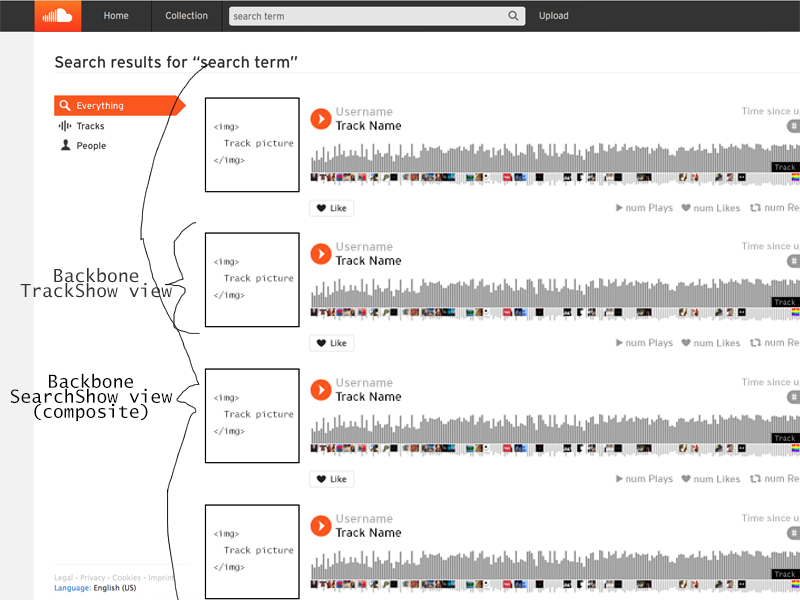 Home
Collection
search term
Upload
Search results for “search term”
Everything
Tracks
People
<img>
Track picture
</img>
Username
Track Name
Time since u
#
Track
Like
num Plays
num Likes
num Re
Backbone
TrackShow view
<img>
Track picture
</img>
Username
Track Name
Time since u
#
Track
Like
num Plays
num Likes
num Re
Backbone
SearchShow view
(composite)
<img>
Track picture
</img>
Username
Track Name
Time since u
#
Track
Like
num Plays
num Likes
num Re
<img>
Track picture
</img>
Username
Track Name
Time since u
#
Track
Legal - Privacy - Cookies - Imprint
Language: English (US)